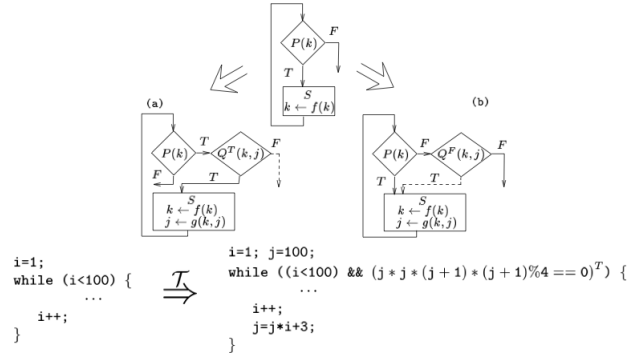 P(k)
F
T
S
k ← f(k)
(a)
(b)
P(k)
T
Q^T(k,j)
F
F
T
S
k ← f(k)
j ← g(k,j)
P(k)
F
Q^F(k,j)
F
T
T
S
k ← f(k)
j ← g(k,j)
i=1;
while (i<100) {
...
i++;
}
T
⇒
i=1; j=100;
while ((i<100) && (j * j * (j + 1) * (j + 1)%4 == 0)^T) {
...
i++;
j=j*i+3;
}